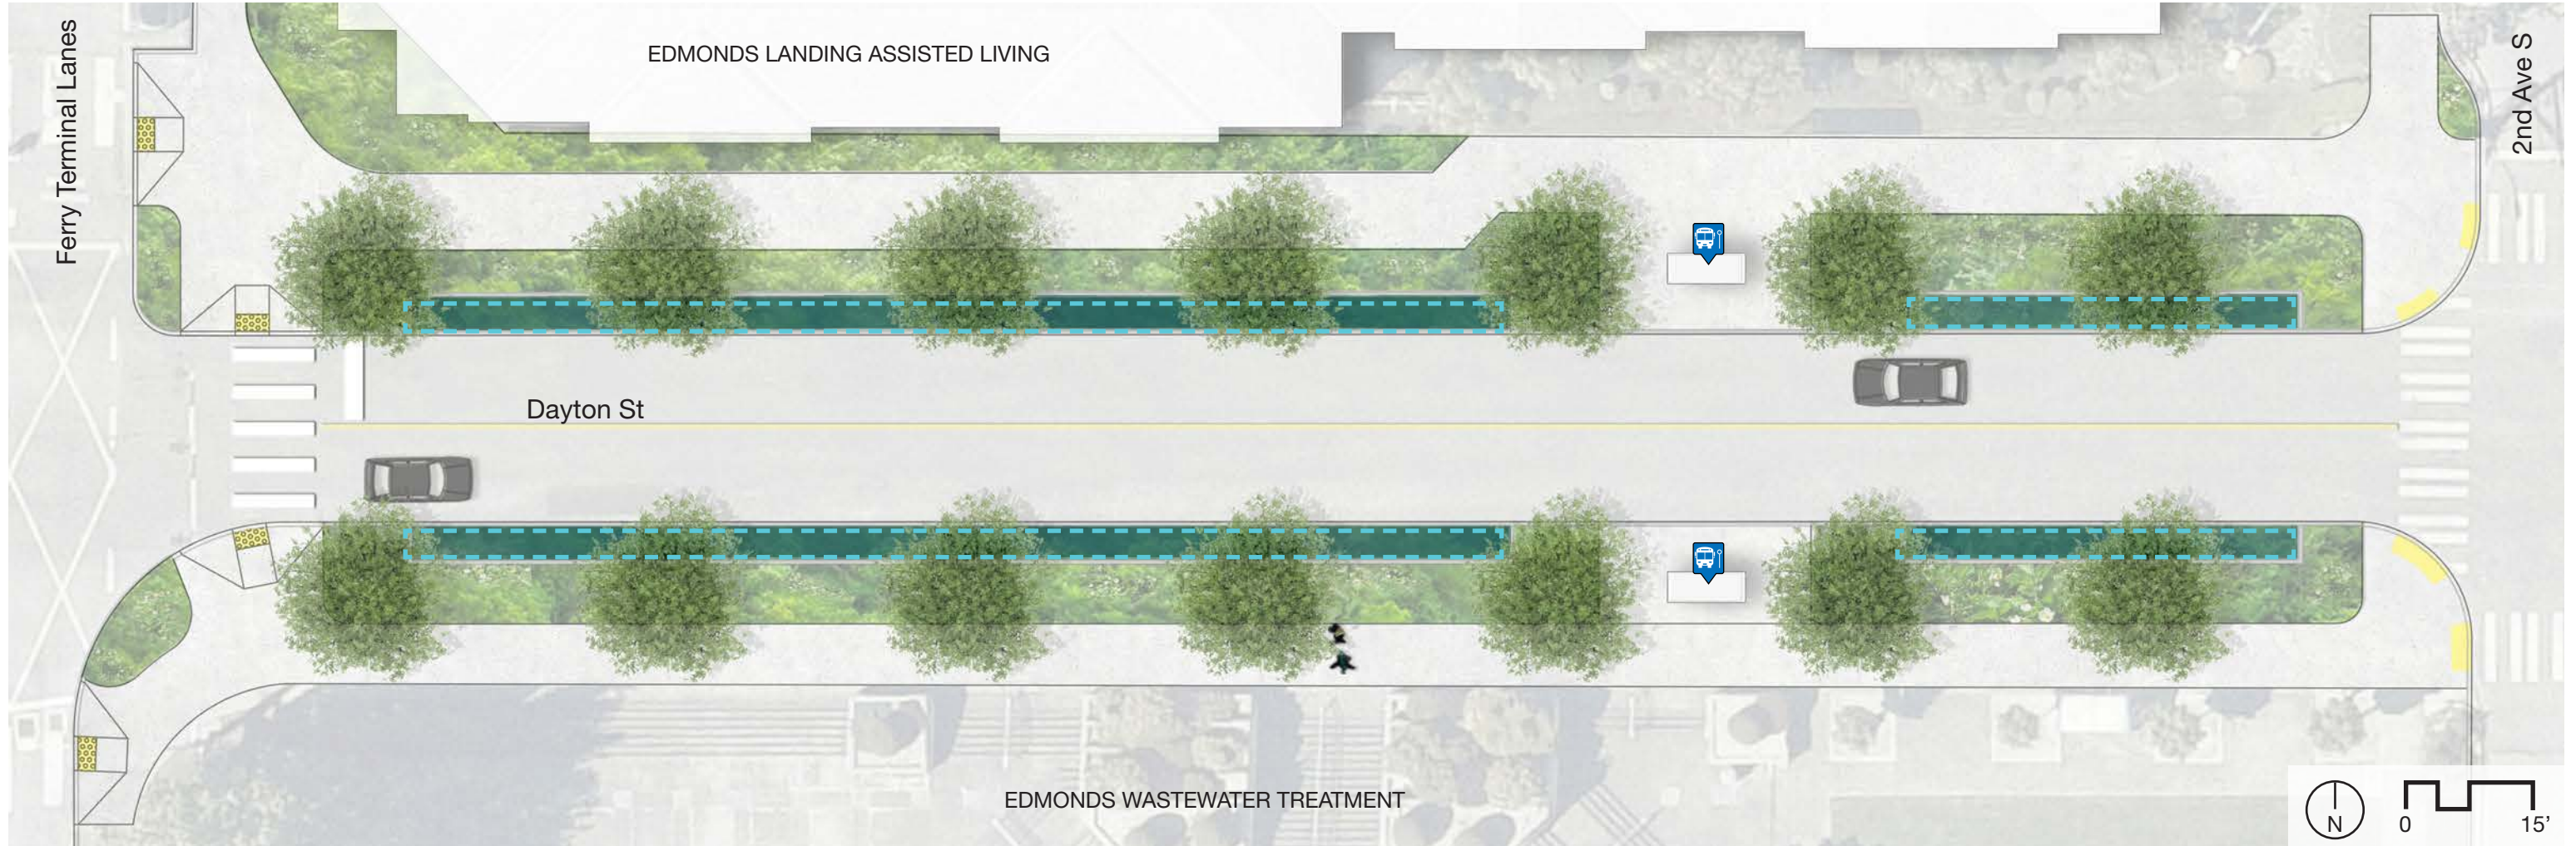 EDMONDS LANDING ASSISTED LIVING
Ferry Terminal Lanes
2nd Ave S
Dayton St
EDMONDS WASTEWATER TREATMENT
N
0 15’